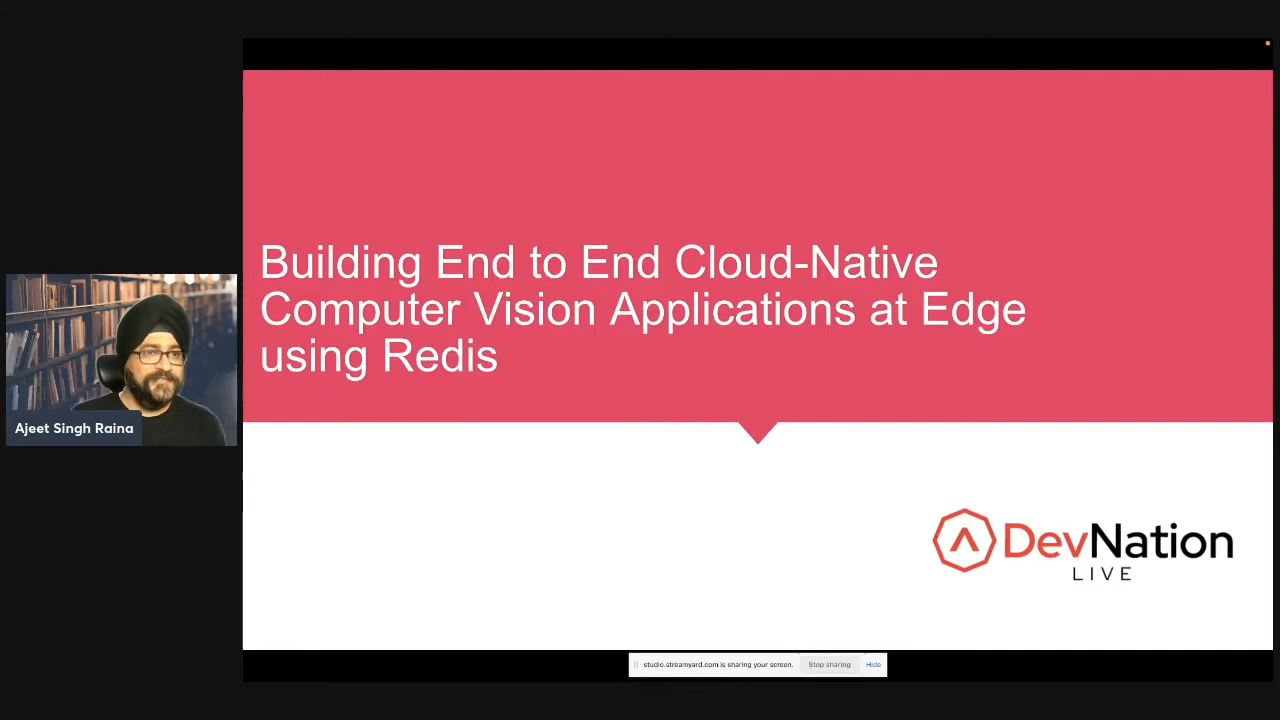 Building End to End Cloud-Native
Computer Vision Applications at Edge
using Redis
Ajeet Singh Raina
DevNation
LIVE
studio.streamyard.com is sharing your screen.
Stop sharing
Hide